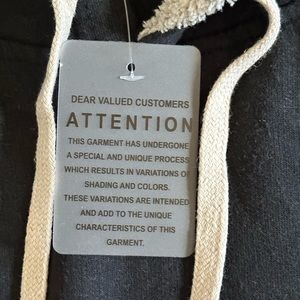 DEAR VALUED CUSTOMERS
ATTENTION
THIS GARMENT HAS UNDERGONE
A SPECIAL AND UNIQUE PROCESS
WHICH RESULTS IN VARIATIONS OF
SHADING AND COLORS.
THESE VARIATIONS ARE INTENDED
AND ADD TO THE UNIQUE
CHARACTERISTICS OF THIS
GARMENT.